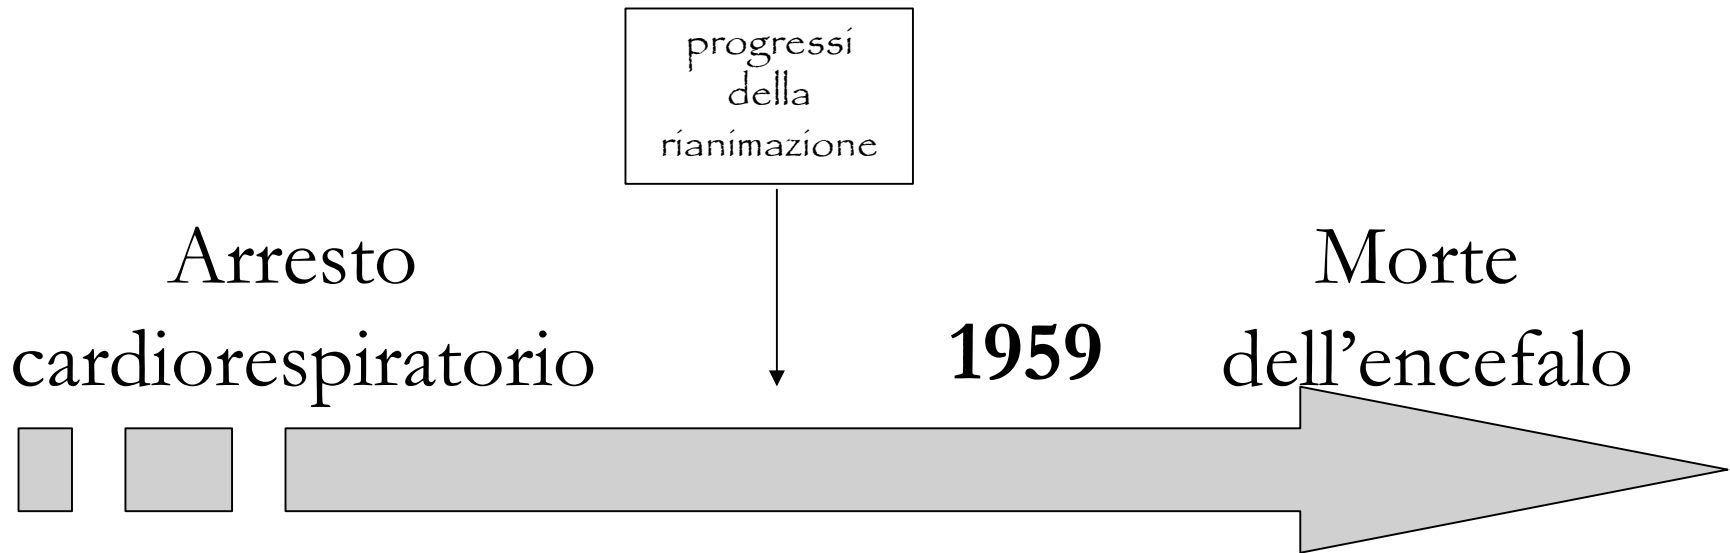 progressi
della
rianimazione
Arresto
cardiorespiratorio
1959
Morte
dell’encefalo